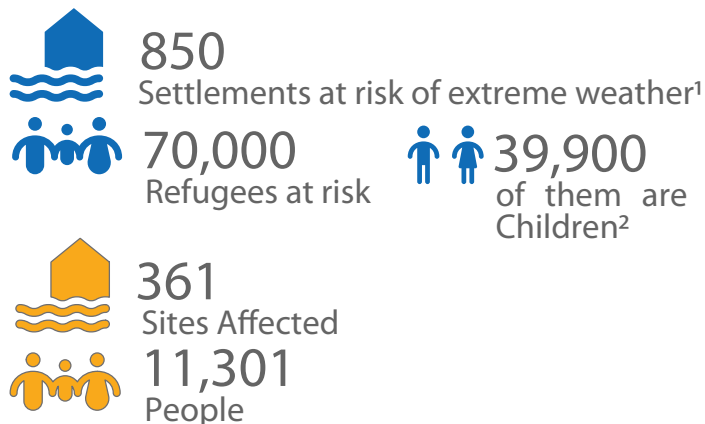 850
Settlements at risk of extreme weather¹
70,000
Refugees at risk
39,900
of them are
Children²
361
Sites Affected
11,301
People